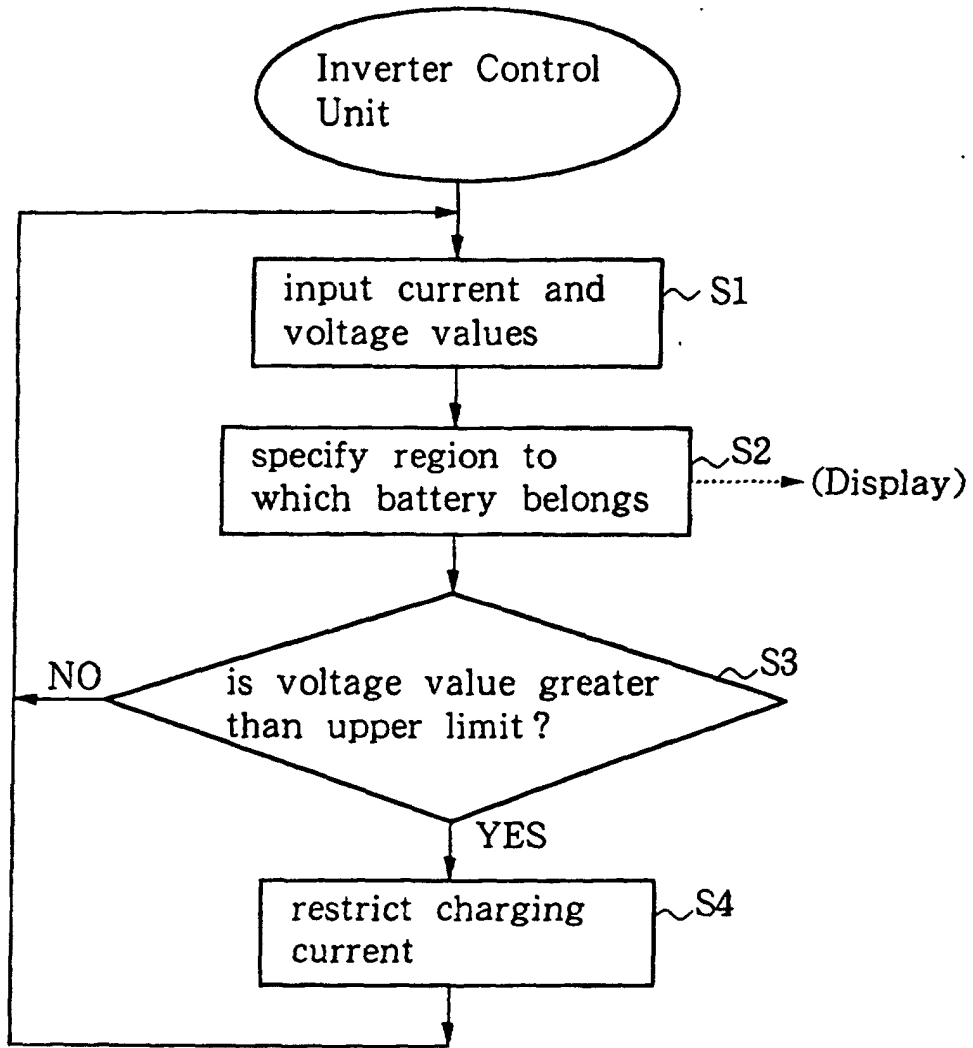 Inverter Control
Unit
input current and
voltage values
S1
specify region to
which battery belongs
S2
(Display)
is voltage value greater
than upper limit?
S3
NO
YES
restrict charging
current
S4